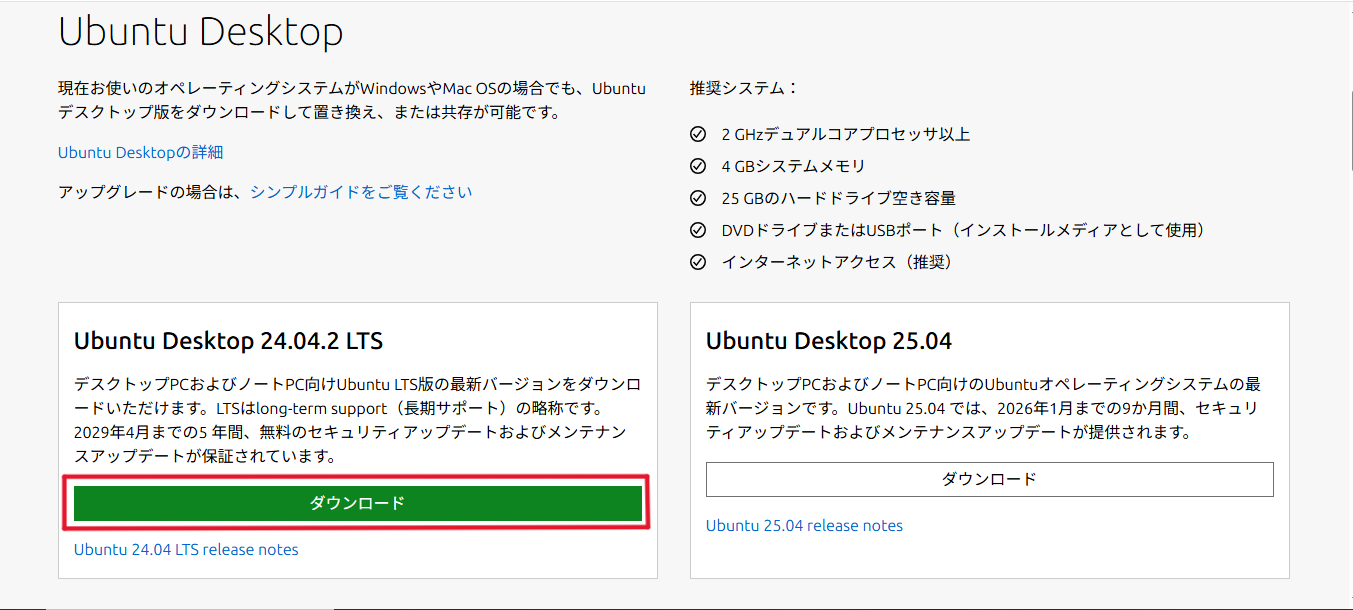 Ubuntu Desktop
現在お使いのオペレーティングシステムがWindowsやMac OSの場合でも、Ubuntu
デスクトップ版をダウンロードして置き換え、または共存が可能です。
Ubuntu Desktopの詳細
アップグレードの場合は、シンプルガイドをご覧ください
推奨システム：
2 GHzデュアルコアプロセッサ以上
4 GBシステムメモリ
25 GBのハードドライブ空き容量
DVDドライブまたはUSBポート（インストールメディアとして使用）
インターネットアクセス（推奨）
Ubuntu Desktop 24.04.2 LTS
デスクトップPCおよびノートPC向けUbuntu LTS版の最新バージョンをダウンロ
ードいただけます。LTSはlong-term support（長期サポート）の略称です。
2029年4月までの5 年間、無料のセキュリティアップデートおよびメンテナン
スアップデートが保証されています。
ダウンロード
Ubuntu 24.04 LTS release notes
Ubuntu Desktop 25.04
デスクトップPCおよびノートPC向けのUbuntuオペレーティングシステムの最
新バージョンです。Ubuntu 25.04 では、2026年1月までの9か月間、セキュリ
ティアップデートおよびメンテナンスアップデートが提供されます。
ダウンロード
Ubuntu 25.04 release notes